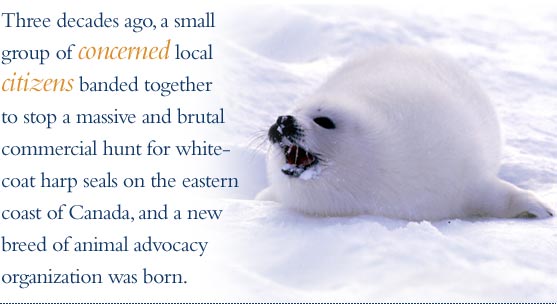 Three decades ago, a small
group of concerned local
citizens banded together
to stop a massive and brutal
commercial hunt for white-
coat harp seals on the eastern
coast of Canada, and a new
breed of animal advocacy
organization was born.